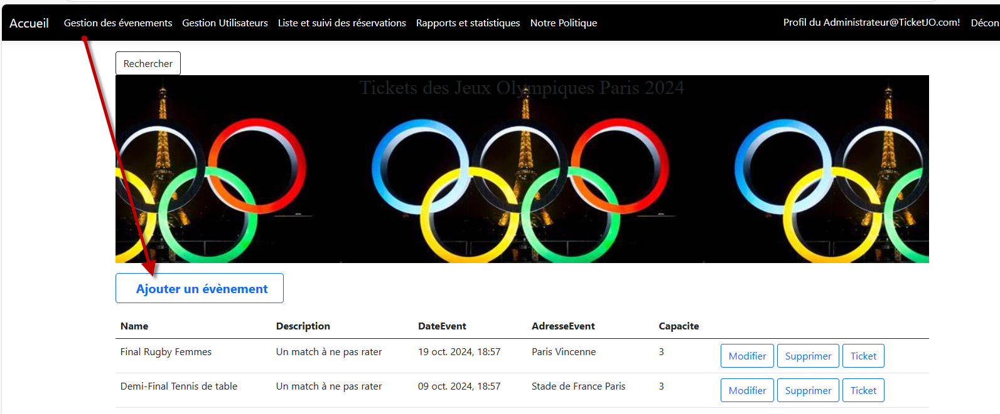 Accueil Gestion des évenements Gestion Utilisateurs Liste et suivi des réservations Rapports et statistiques Notre Politique Profil du Administrateur@TicketJO.com! Décon
Rechercher
Tickets des Jeux Olympiques Paris 2024
Ajouter un évènement
Name Description DateEvent AdresseEvent Capacite
Final Rugby Femmes Un match à ne pas rater 19 oct. 2024, 18:57 Paris Vincenne 3 Modifier Supprimer Ticket
Demi-Final Tennis de table Un match à ne pas rater 09 oct. 2024, 18:57 Stade de France Paris 3 Modifier Supprimer Ticket